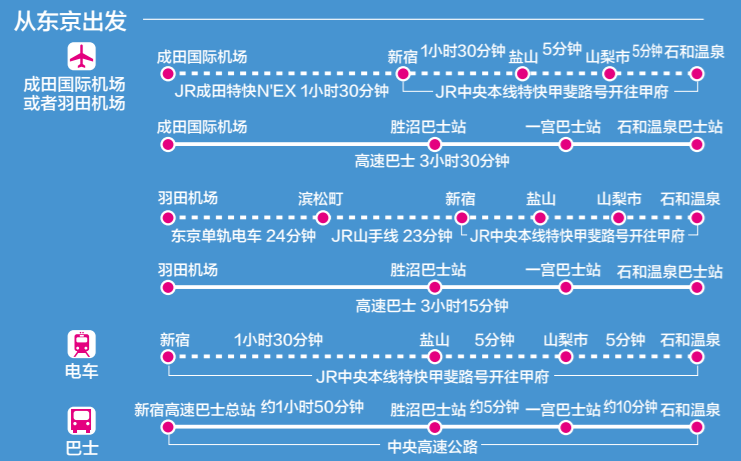 从东京出发
成田国际机场
或者羽田机场
成田国际机场 新宿 1小时30分钟 盐山 5分钟 山梨市 5分钟 石和温泉
JR成田特快N'EX 1小时30分钟 JR中央本线特快甲斐路号开往甲府
成田国际机场 胜沼巴士站 一宫巴士站 石和温泉巴士站
高速巴士 3小时30分钟
羽田机场 滨松町 新宿 盐山 山梨市 石和温泉
东京单轨电车 24分钟 JR山手线 23分钟 JR中央本线特快甲斐路号开往甲府
羽田机场 胜沼巴士站 一宫巴士站 石和温泉巴士站
高速巴士 3小时15分钟
电车
新宿 1小时30分钟 盐山 5分钟 山梨市 5分钟 石和温泉
JR中央本线特快甲斐路号开往甲府
巴士
新宿高速巴士总站 约1小时50分钟 胜沼巴士站 约5分钟 一宫巴士站 约10分钟 石和温泉
中央高速公路